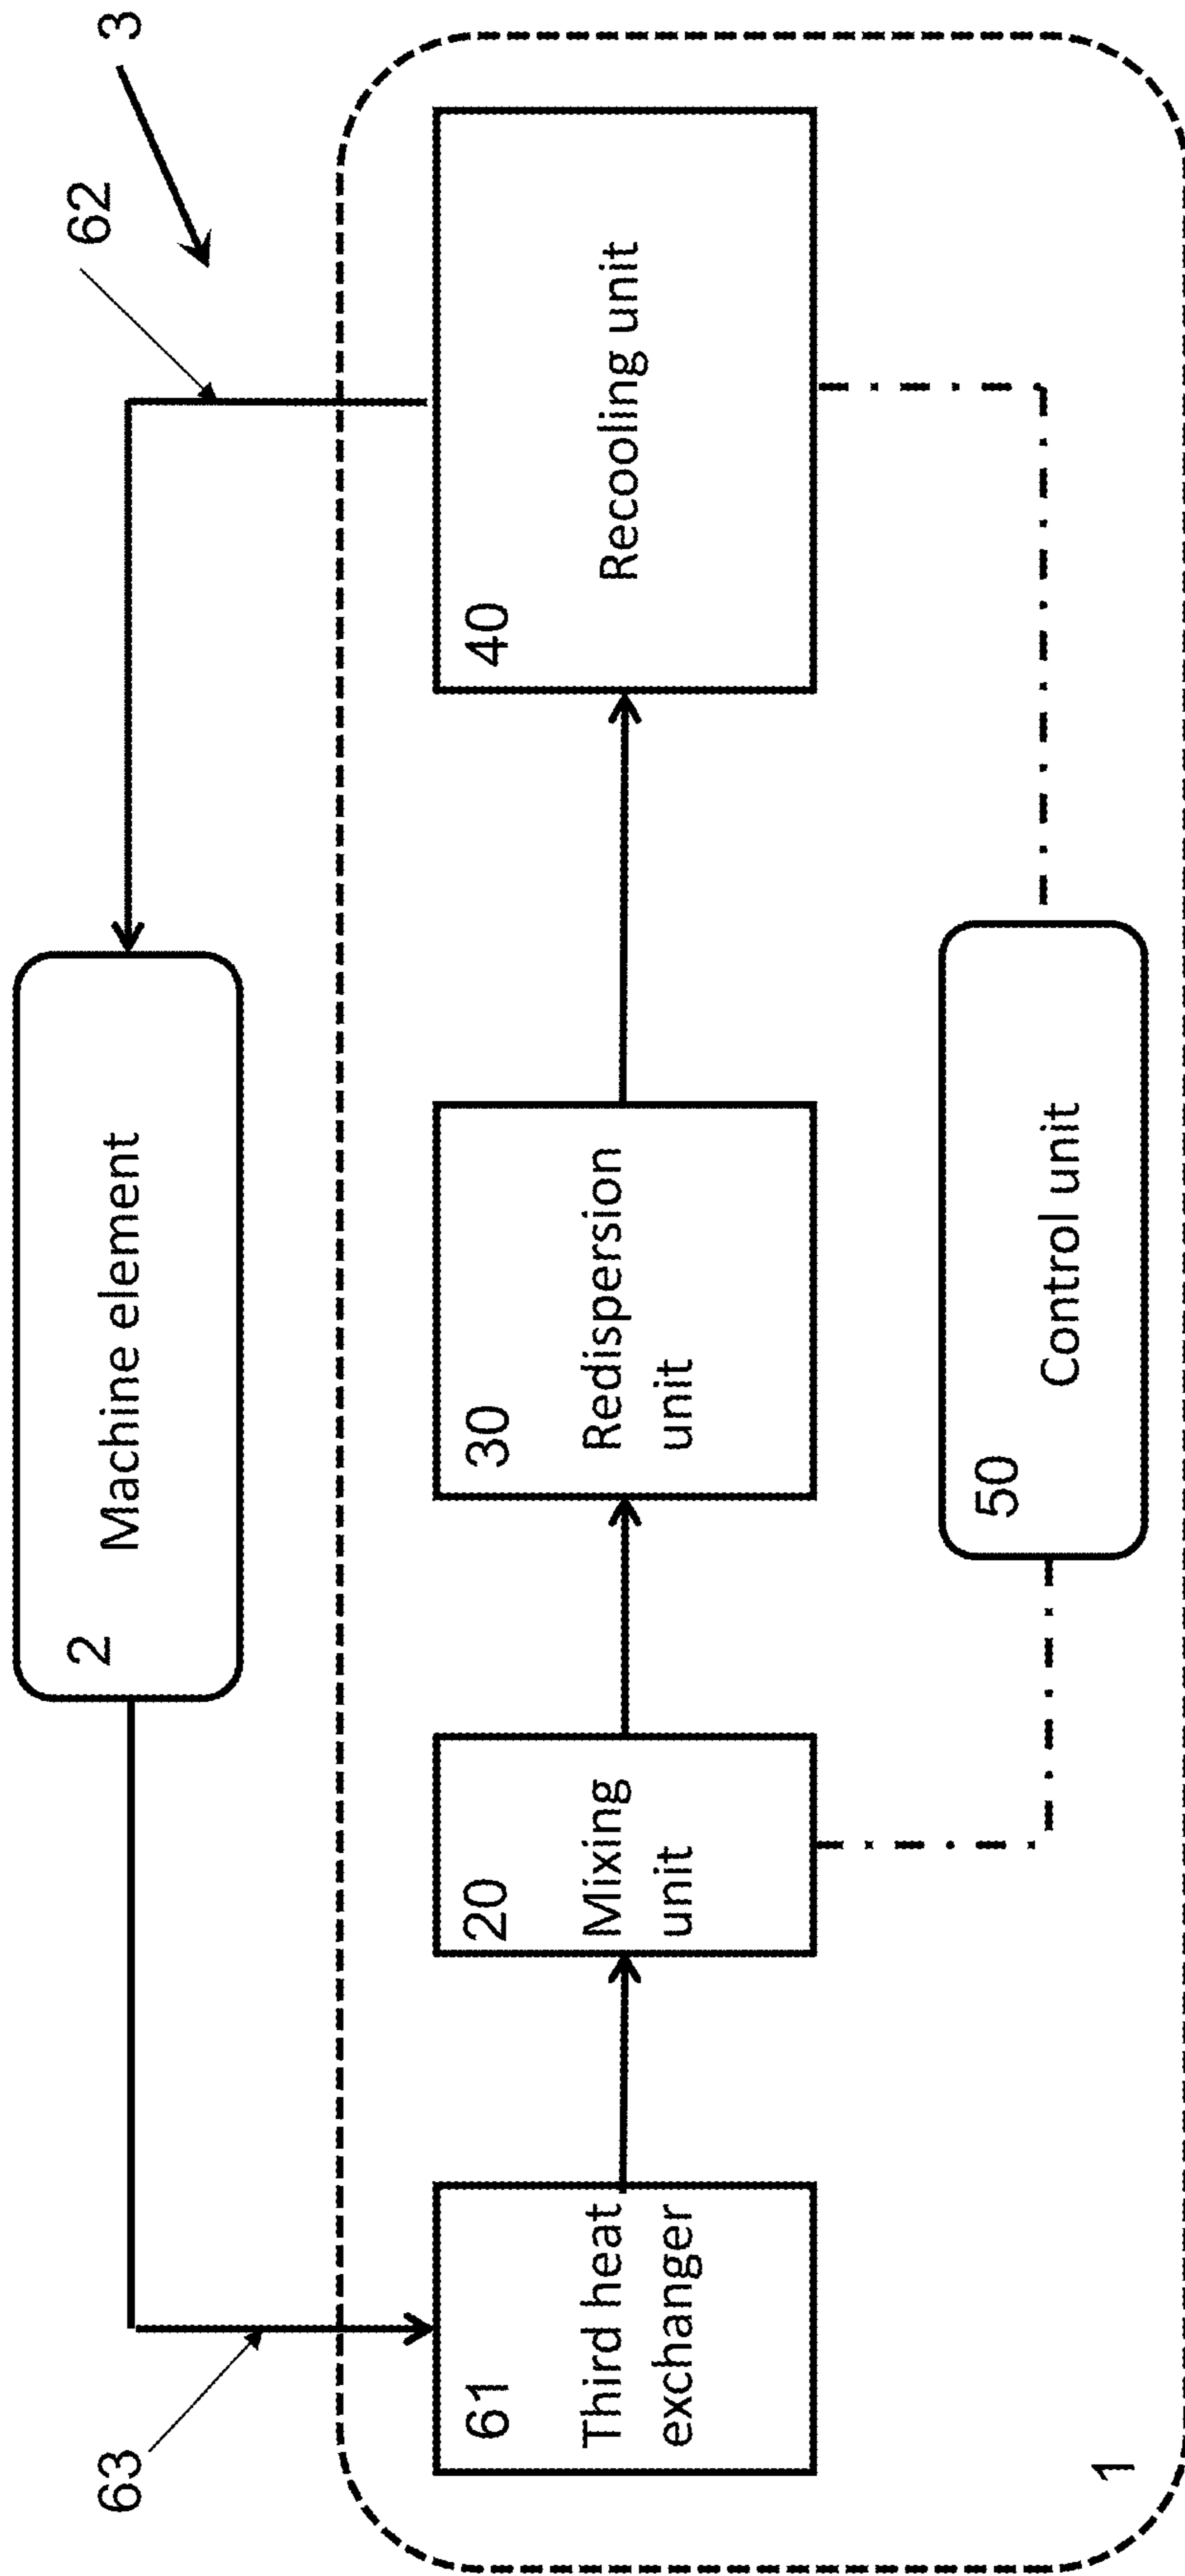 3
62
2
Machine element
63
61
Third heat
exchanger
20
Mixing
unit
30
Redispersion
unit
40
Recooling unit
50
Control unit
1